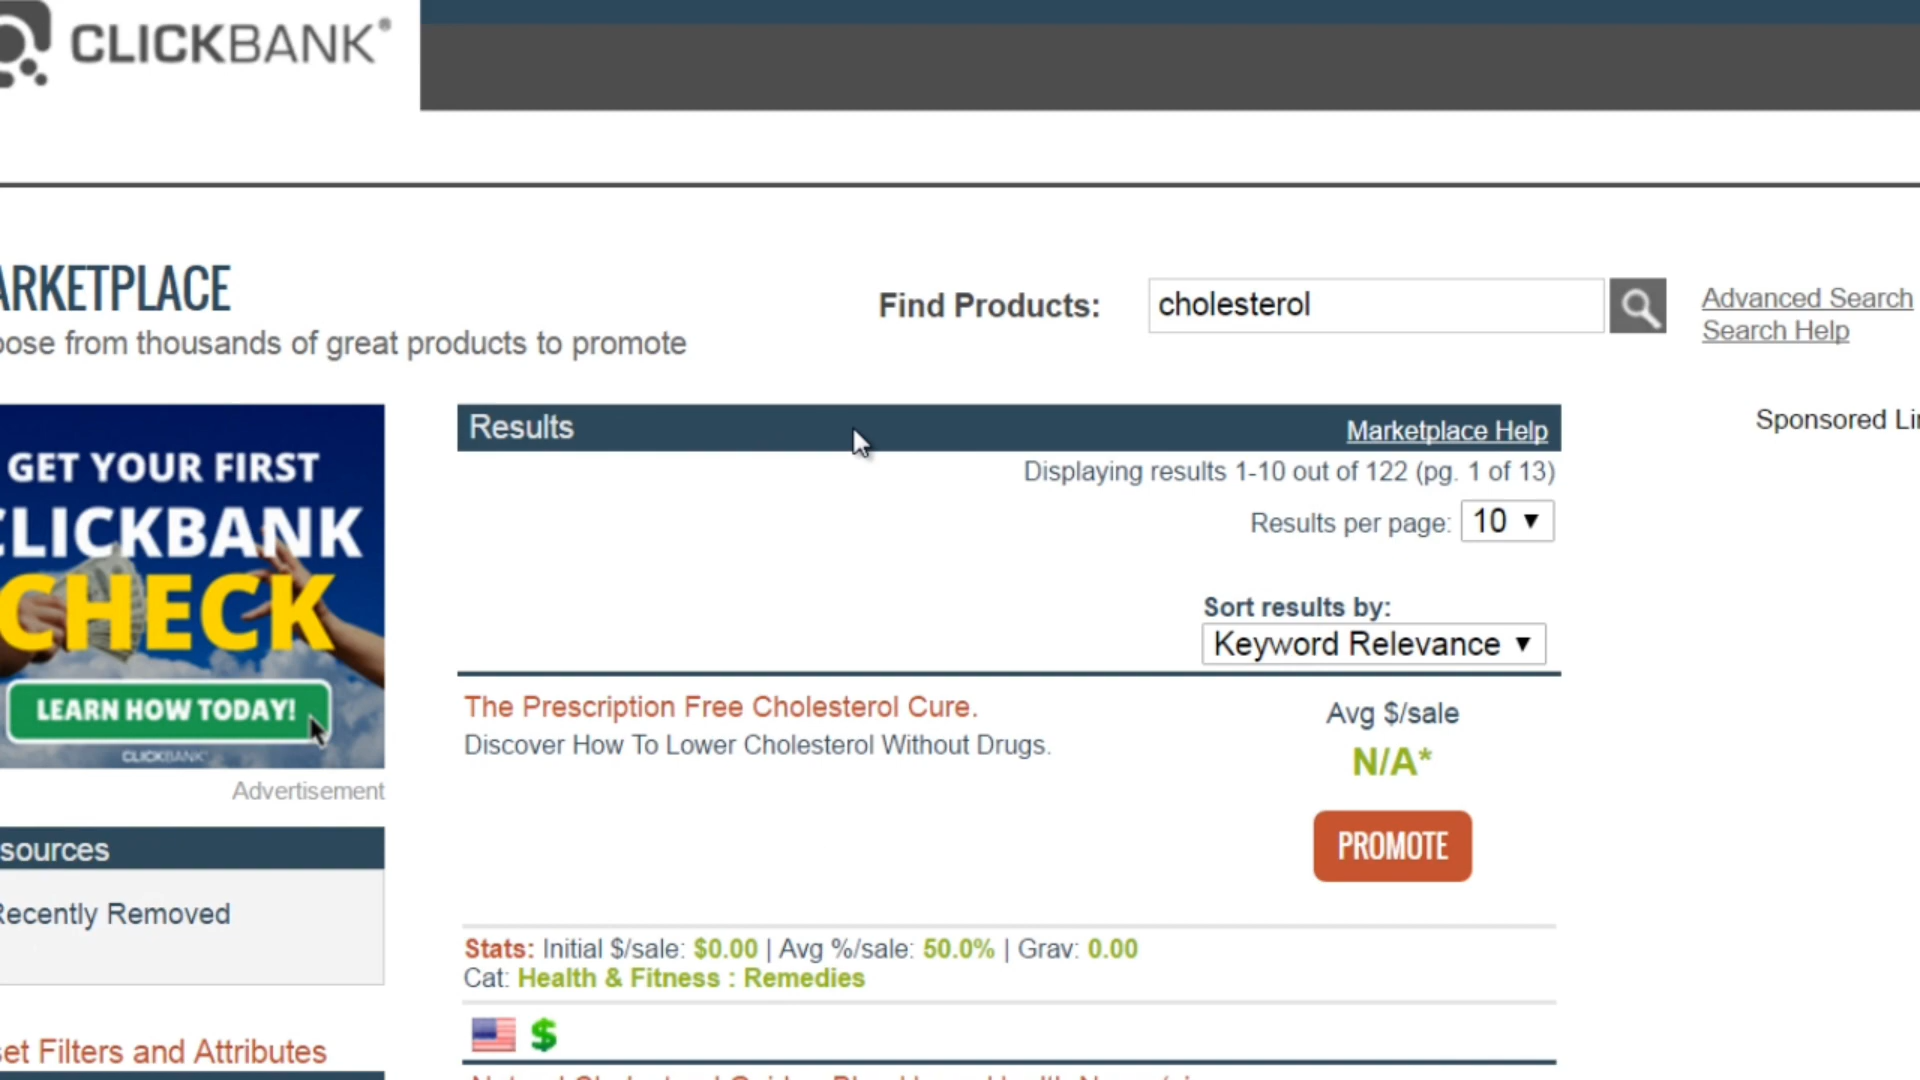 CLICKBANK®
ARKETPLACE
oose from thousands of great products to promote
Find Products:
cholesterol
Advanced Search
Search Help
GET YOUR FIRST
CLICKBANK
CHECK
LEARN HOW TODAY!
CLICKBANK
Advertisement
sources
Recently Removed
et Filters and Attributes
Results
Marketplace Help
Displaying results 1-10 out of 122 (pg. 1 of 13)
Results per page: 10
Sort results by:
Keyword Relevance
The Prescription Free Cholesterol Cure.
Discover How To Lower Cholesterol Without Drugs.
Avg $/sale
N/A*
PROMOTE
Stats: Initial $/sale: $0.00 | Avg %/sale: 50.0% | Grav: 0.00
Cat: Health & Fitness : Remedies
$
Sponsored Li